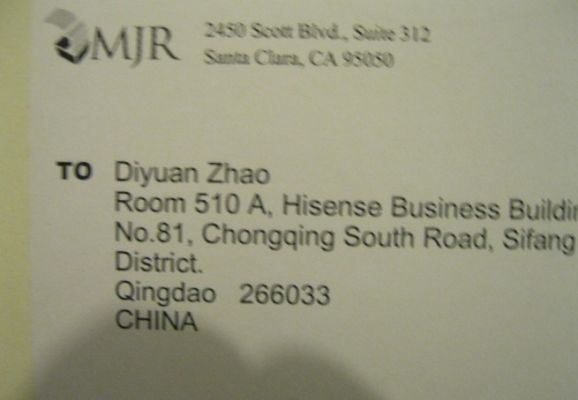 MJR
2450 Scott Blvd., Suite 312
Santa Clara, CA 95050
TO Diyuan Zhao
Room 510 A, Hisense Business
No.81, Chongqing South Road, Sifang
District.
Qingdao 266033
CHINA